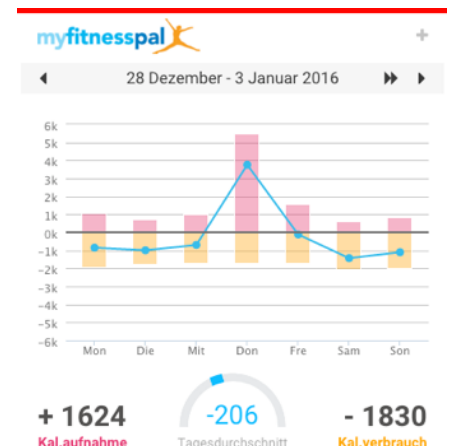 myfitnesspal
+
28 Dezember - 3 Januar 2016
6k
5k
4k
3k
2k
1k
0k
-1k
-2k
-3k
-4k
-5k
-6k
Mon Die Mit Don Fre Sam Son
+ 1624 -206 - 1830
Kal.aufnahme Tagesdurchschnitt Kal.verbrauch